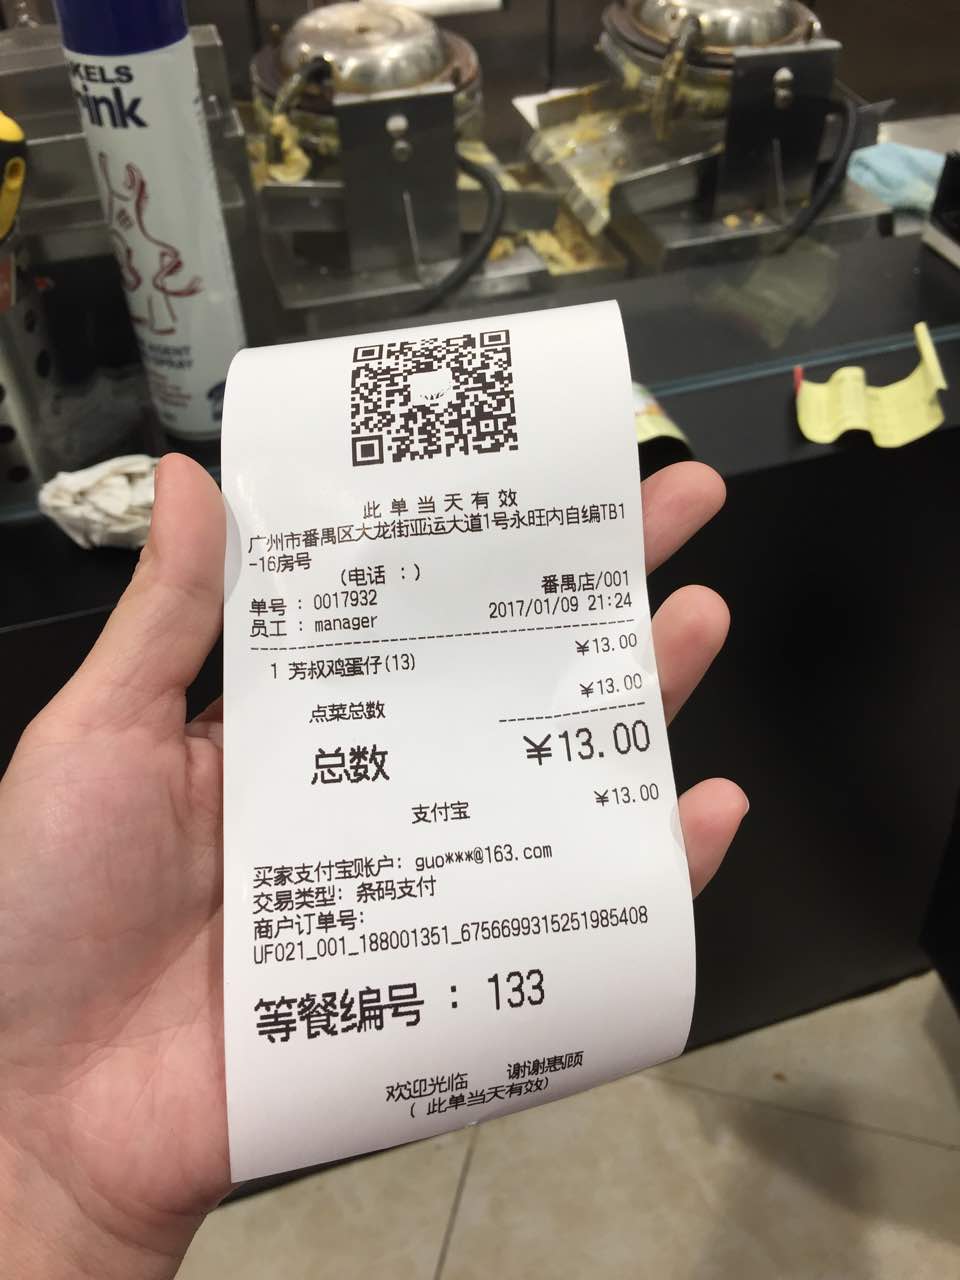 KELS
ink
此单当天有效
广州市番禺区大龙街亚运大道1号永旺内自编TB1
-16房号
(电话 :)
番禺店/001
单号 : 0017932
2017/01/09 21:24
员工 : manager
1 芳叔鸡蛋仔(13) ¥13.00
点菜总数 ¥13.00
总数 ¥13.00
支付宝 ¥13.00
买家支付宝账户: guo***@163.com
交易类型: 条码支付
商户订单号:
UF021_001_188001351_6756699315251985408
等餐编号 : 133
欢迎光临 谢谢惠顾
( 此单当天有效)